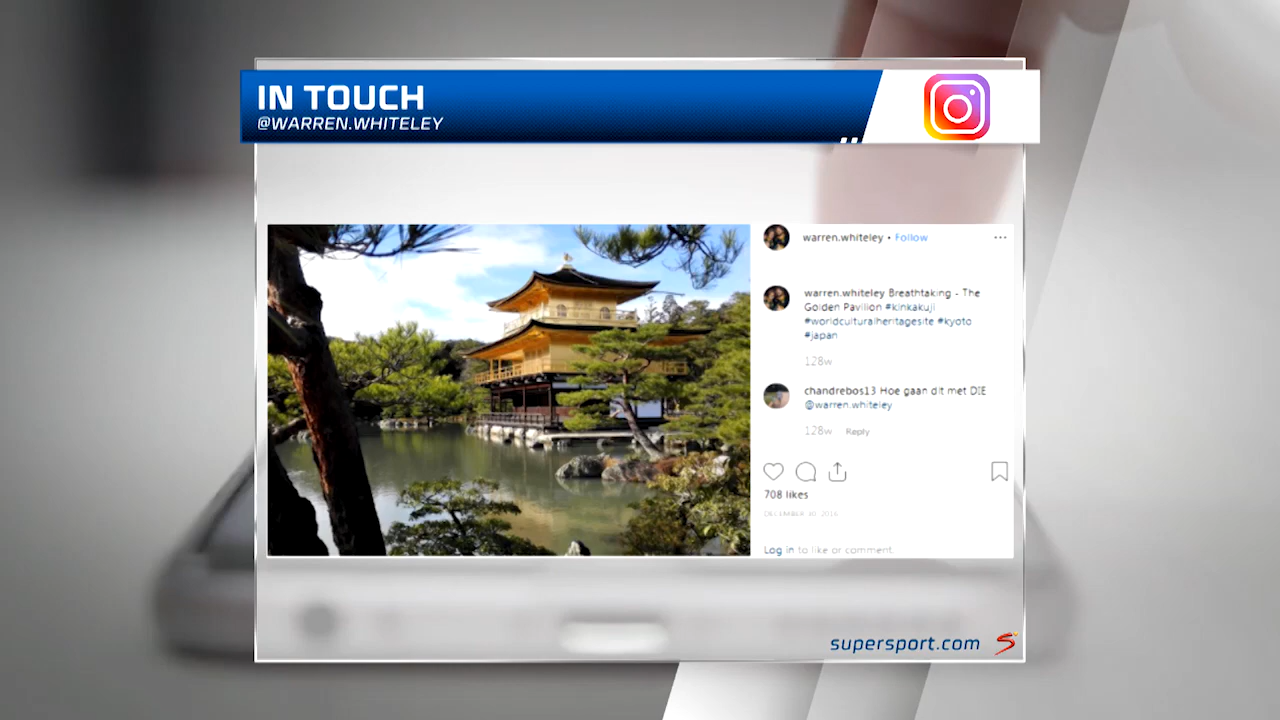 IN TOUCH
@WARREN.WHITELEY
warren.whiteley • Follow
warren.whiteley Breathtaking - The
Golden Pavilion #kinkakuji
#worldculturalheritagesite #kyoto
#japan
128w
chandrebos13 Hoe gaan dit met DIE
@warren.whiteley
128w Reply
708 likes
Log in to like or comment
supersport.com